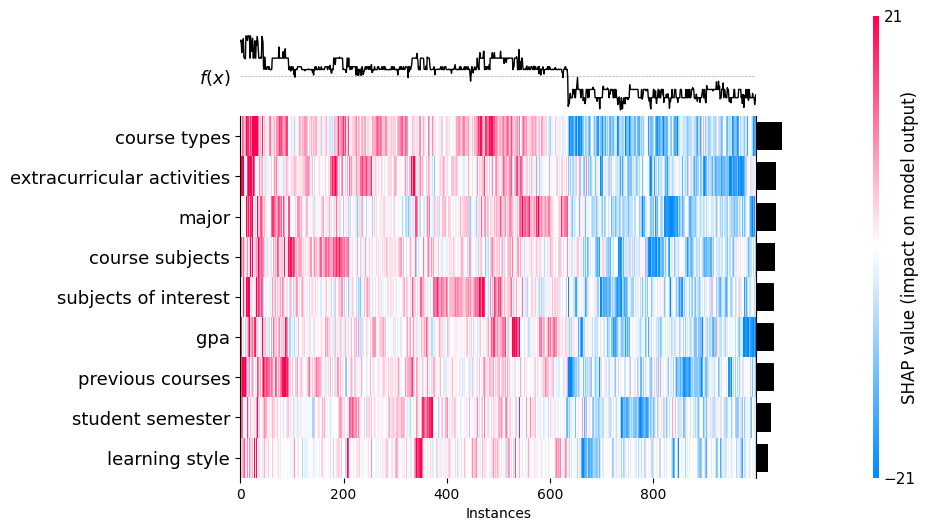 21
f(x)
course types
extracurricular activities
major
course subjects
subjects of interest
gpa
previous courses
student semester
learning style
0 200 400 600 800
Instances
SHAP value (impact on model output)
−21